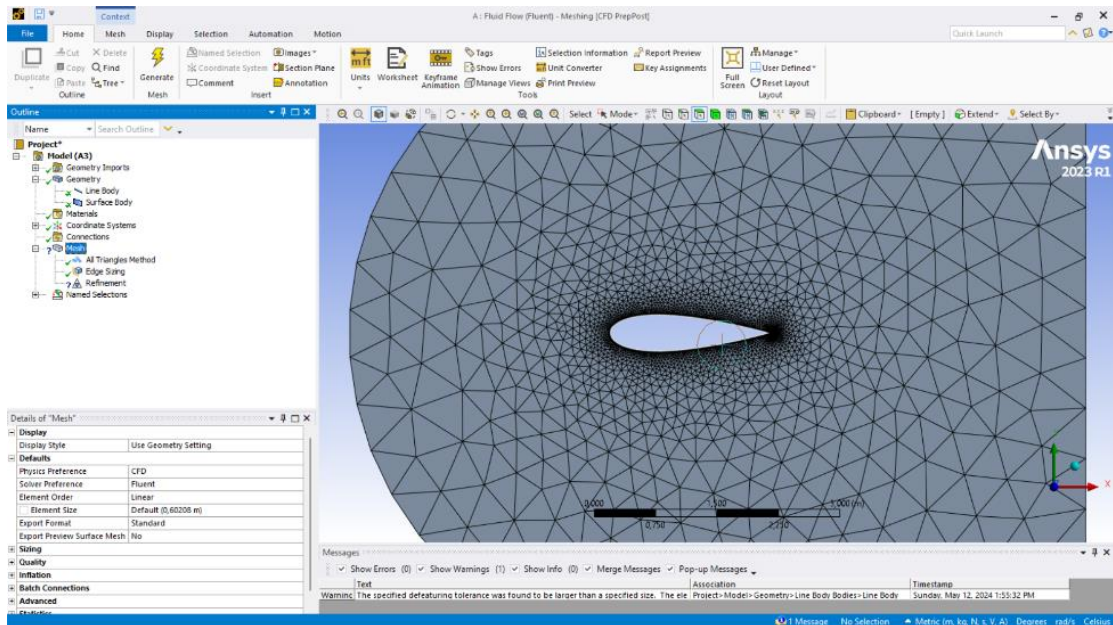 Context
A : Fluid Flow (Fluent) - Meshing [CFD PrepPost]
File Home Mesh Display Selection Automation Motion Quick Launch
Duplicate
Cut
Copy
Paste
Delete
Find
Tree
Outline
Generate
Mesh
Named Selection
Coordinate System
Comment
Images
Section Plane
Annotation
Insert
Units
Worksheet
Keyframe
Animation
Tags
Show Errors
Manage Views
Selection Information
Unit Converter
Print Preview
Report Preview
Key Assignments
Tools
Full
Screen
Manage
User Defined
Reset Layout
Layout
Outline
Name Search Outline
Project*
Model (A3)
Geometry Imports
Geometry
Line Body
Surface Body
Materials
Coordinate Systems
Connections
Mesh
All Triangles Method
Edge Sizing
Refinement
Named Selections
Select Mode Clipboard [ Empty ] Extend Select By
Ansys
2023 R1
0,000 1,500 3,000 (m)
0,750 2,250
X
Details of "Mesh"
Display
Display Style Use Geometry Setting
Defaults
Physics Preference CFD
Solver Preference Fluent
Element Order Linear
Element Size Default (0,60208 m)
Export Format Standard
Export Preview Surface Mesh No
Sizing
Quality
Inflation
Batch Connections
Advanced
Statistics
Messages
Show Errors (0) Show Warnings (1) Show Info (0) Merge Messages Pop-up Messages
Text Association Timestamp
Warning The specified defeaturing tolerance was found to be larger than a specified size. The ele Project>Model>Geometry>Line Body Bodies>Line Body Sunday, May 12, 2024 1:55:32 PM
1 Message No Selection Metric (m, kg, N, s, V, A) Degrees rad/s Celsius